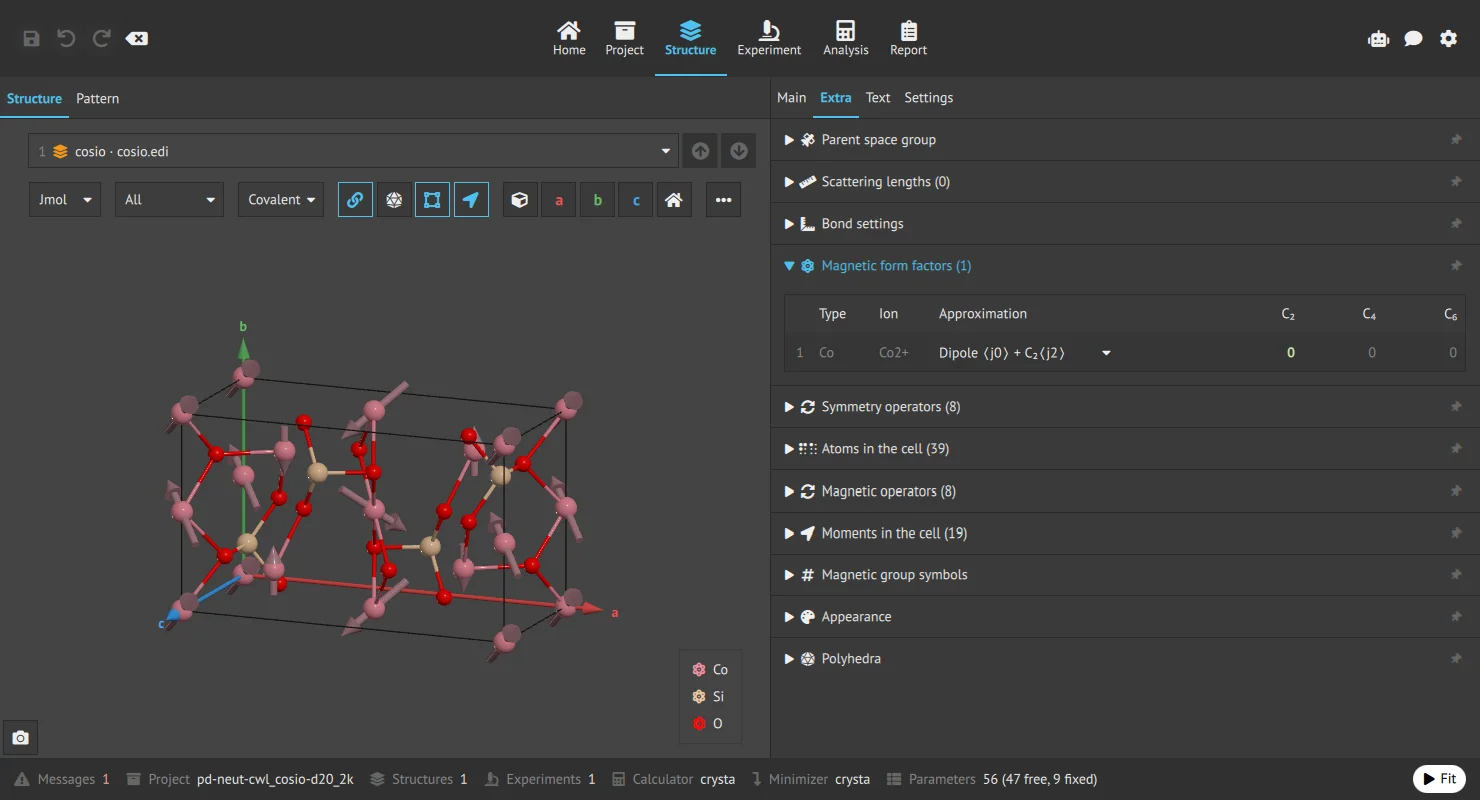 Home Project Structure Experiment Analysis Report
Structure Pattern
Main Extra Text Settings
1 cosio · cosio.edi
Jmol All Covalent a b c •••
b
a
c
Co
Si
O
Parent space group
Scattering lengths (0)
Bond settings
Magnetic form factors (1)
Type Ion Approximation C₂ C₄ C₆
1 Co Co2+ Dipole ⟨j0⟩ + C₂⟨j2⟩ 0 0 0
Symmetry operators (8)
Atoms in the cell (39)
Magnetic operators (8)
Moments in the cell (19)
Magnetic group symbols
Appearance
Polyhedra
Messages 1 Project pd-neut-cwl_cosio-d20_2k Structures 1 Experiments 1 Calculator crysta Minimizer crysta Parameters 56 (47 free, 9 fixed) Fit